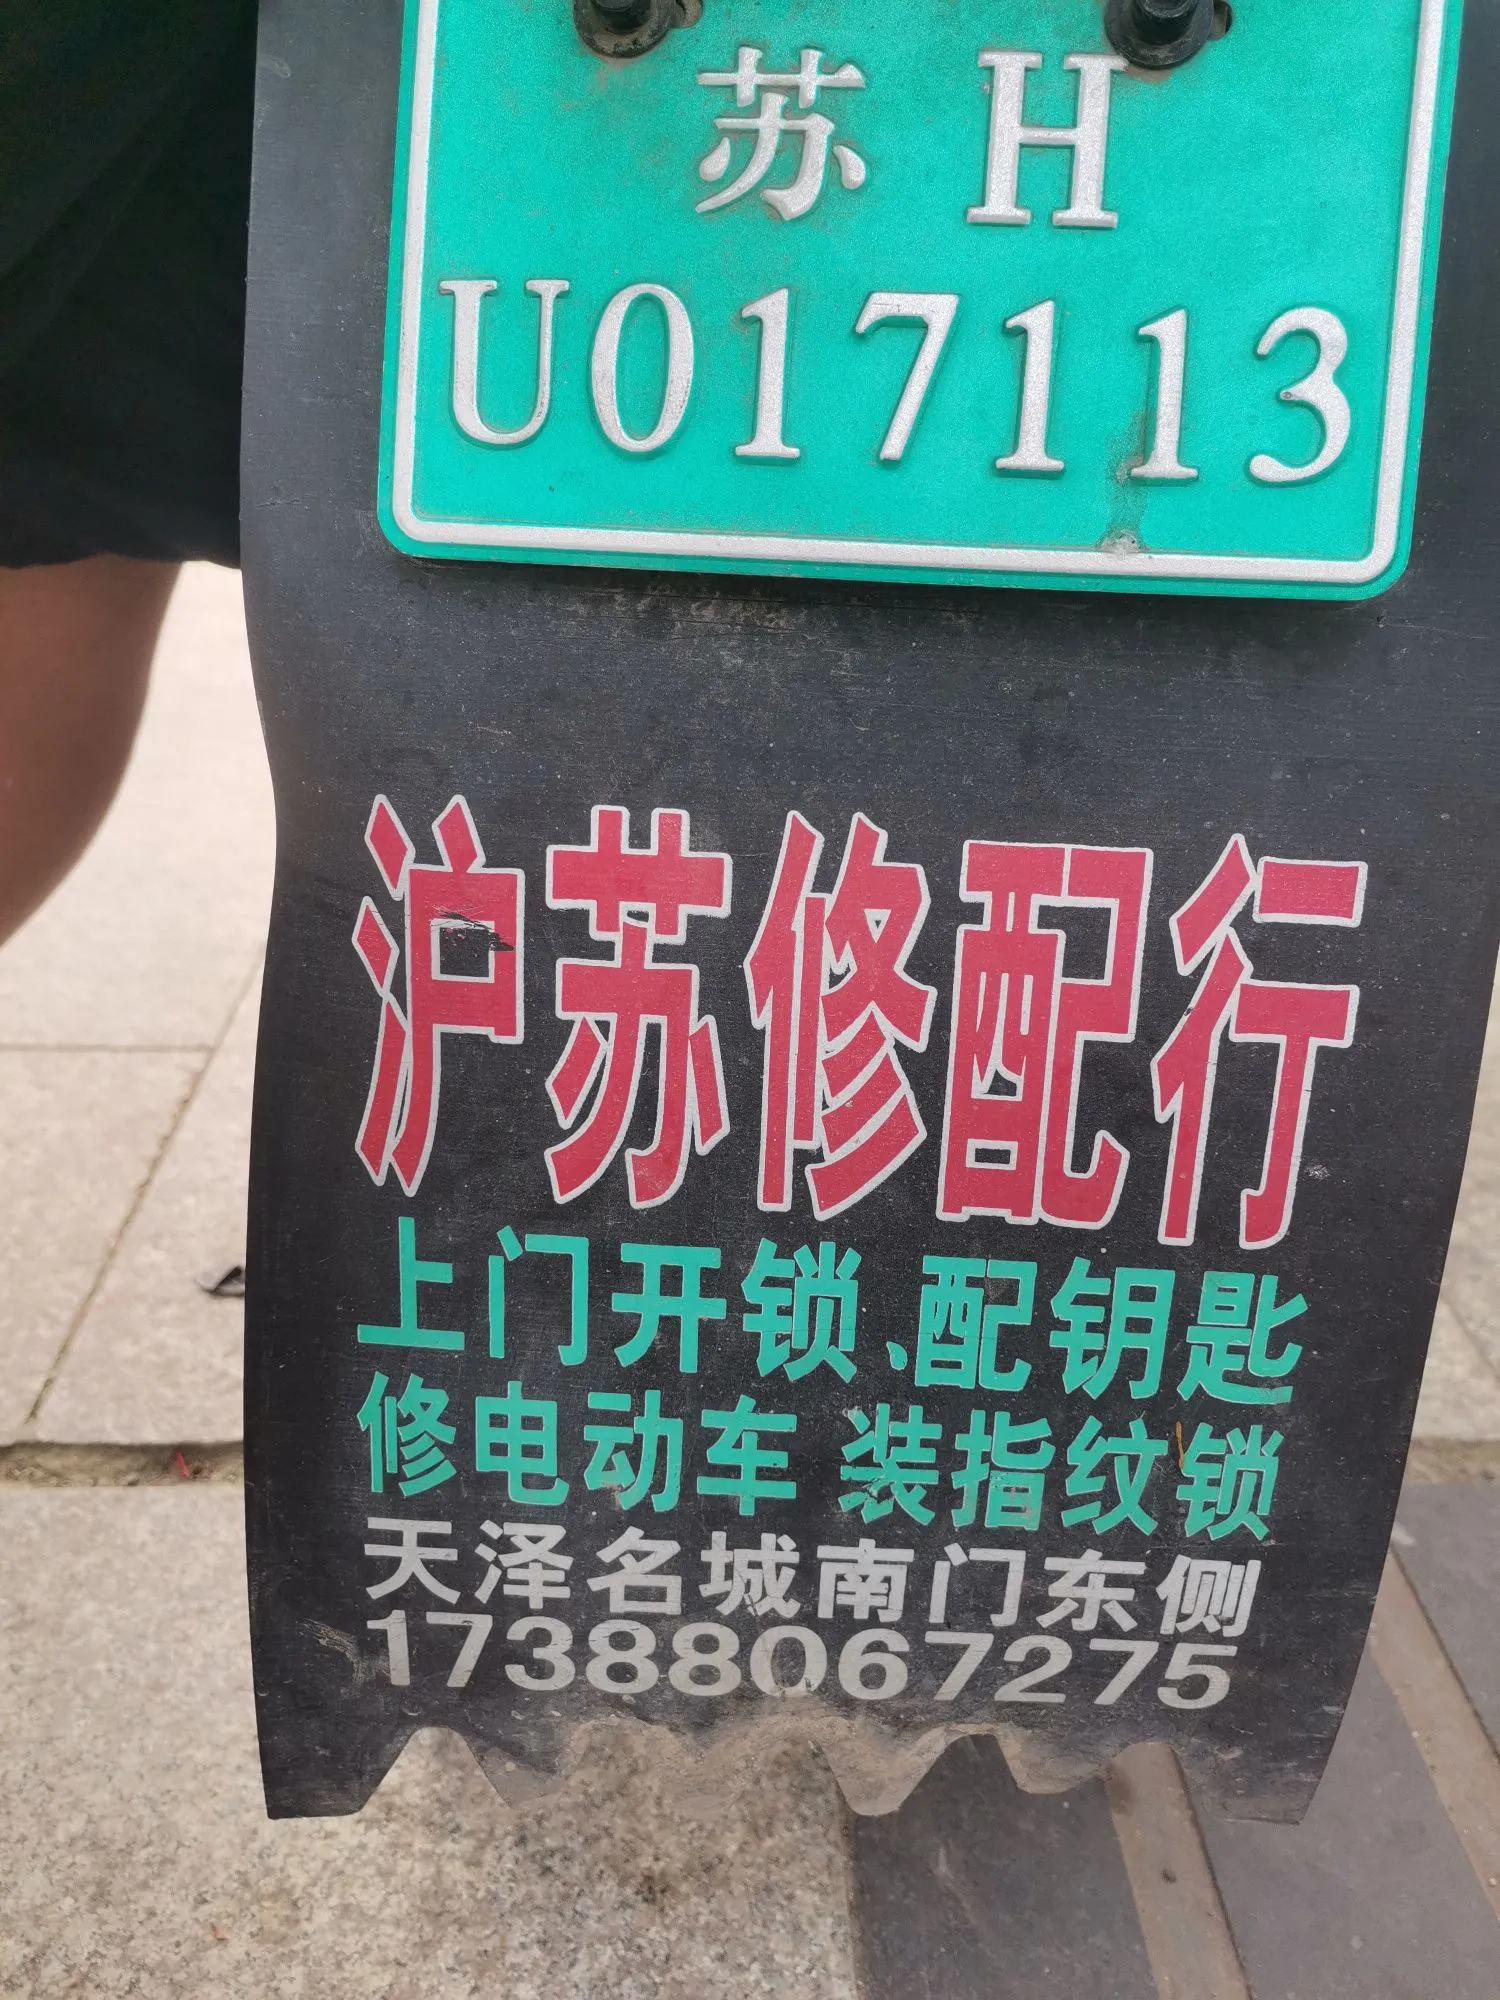 苏 H
U017113
沪苏修配行
上门开锁、配钥匙
修电动车 装指纹锁
天泽名城南门东侧
17388067275